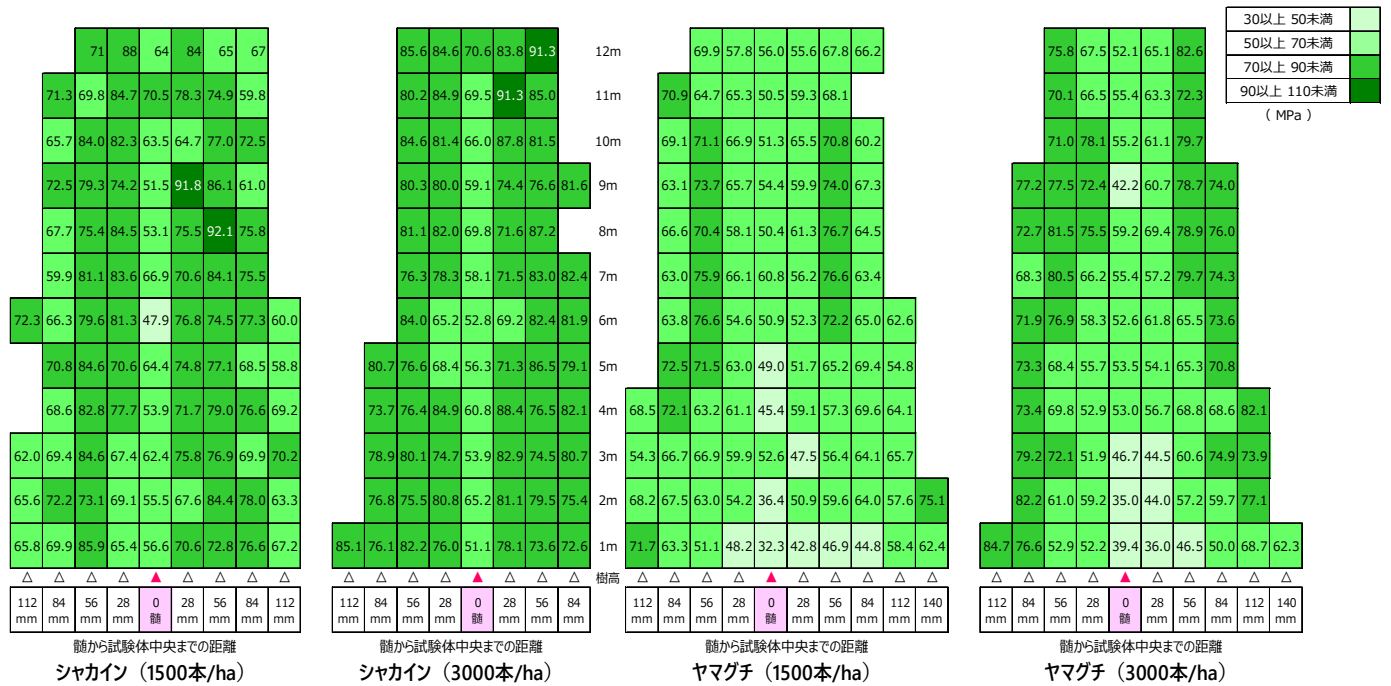 30以上 50未満
50以上 70未満
70以上 90未満
90以上 110未満
( MPa )
71 88 64 84 65 67 85.6 84.6 70.6 83.8 91.3 12m 69.9 57.8 56.0 55.6 67.8 66.2 75.8 67.5 52.1 65.1 82.6
71.3 69.8 84.7 70.5 78.3 74.9 59.8 80.2 84.9 69.5 91.3 85.0 11m 70.9 64.7 65.3 50.5 59.3 68.1 70.1 66.5 55.4 63.3 72.3
65.7 84.0 82.3 63.5 64.7 77.0 72.5 84.6 81.4 66.0 87.8 81.5 10m 69.1 71.1 66.9 51.3 65.5 70.8 60.2 71.0 78.1 55.2 61.1 79.7
72.5 79.3 74.2 51.5 91.8 86.1 61.0 80.3 80.0 59.1 74.4 76.6 81.6 9m 63.1 73.7 65.7 54.4 59.9 74.0 67.3 77.2 77.5 72.4 42.2 60.7 78.7 74.0
67.7 75.4 84.5 53.1 75.5 92.1 75.8 81.1 82.0 69.8 71.6 87.2 8m 66.6 70.4 58.1 50.4 61.3 76.7 64.5 72.7 81.5 75.5 59.2 69.4 78.9 76.0
59.9 81.1 83.6 66.9 70.6 84.1 75.5 76.3 78.3 58.1 71.5 83.0 82.4 7m 63.0 75.9 66.1 60.8 56.2 76.6 63.4 68.3 80.5 66.2 55.4 57.2 79.7 74.3
72.3 66.3 79.6 81.3 47.9 76.8 74.5 77.3 60.0 84.0 65.2 52.8 69.2 82.4 81.9 6m 63.8 76.6 54.6 50.9 52.3 72.2 65.0 62.6 71.9 76.9 58.3 52.6 61.8 65.5 73.6
70.8 84.6 70.6 64.4 74.8 77.1 68.5 58.8 80.7 76.6 68.4 56.3 71.3 86.5 79.1 5m 72.5 71.5 63.0 49.0 51.7 65.2 69.4 54.8 73.3 68.4 55.7 53.5 54.1 65.3 70.8
68.6 82.8 77.7 53.9 71.7 79.0 76.6 69.2 73.7 76.4 84.9 60.8 88.4 76.5 82.1 4m 68.5 72.1 63.2 61.1 45.4 59.1 57.3 69.6 64.1 73.4 69.8 52.9 53.0 56.7 68.8 68.6 82.1
62.0 69.4 84.6 67.4 62.4 75.8 76.9 69.9 70.2 78.9 80.1 74.7 53.9 82.9 74.5 80.7 3m 54.3 66.7 66.9 59.9 52.6 47.5 56.4 64.1 65.7 79.2 72.1 51.9 46.7 44.5 60.6 74.9 73.9
65.6 72.2 73.1 69.1 55.5 67.6 84.4 78.0 63.3 76.8 75.5 80.8 65.2 81.1 79.5 75.4 2m 68.2 67.5 63.0 54.2 36.4 50.9 59.6 64.0 57.6 75.1 82.2 61.0 59.2 35.0 44.0 57.2 59.7 77.1
65.8 69.9 85.9 65.4 56.6 70.6 72.8 76.6 67.2 85.1 76.1 82.2 76.0 51.1 78.1 73.6 72.6 1m 71.7 63.3 51.1 48.2 32.3 42.8 46.9 44.8 58.4 62.4 84.7 76.6 52.9 52.2 39.4 36.0 46.5 50.0 68.7 62.3
△ △ △ △ ▲ △ △ △ △ △ △ △ △ ▲ △ △ △ 樹高 △ △ △ △ ▲ △ △ △ △ △ △ △ △ △ ▲ △ △ △ △ △
112 84 56 28 0 28 56 84 112 112 84 56 28 0 28 56 84 112 84 56 28 0 28 56 84 112 140 112 84 56 28 0 28 56 84 112 140
mm mm mm mm 髄 mm mm mm mm mm mm mm mm 髄 mm mm mm mm mm mm mm 髄 mm mm mm mm mm mm mm mm mm 髄 mm mm mm mm mm
髄から試験体中央までの距離 髄から試験体中央までの距離 髄から試験体中央までの距離 髄から試験体中央までの距離
シャカイン（1500本/ha） シャカイン（3000本/ha） ヤマグチ（1500本/ha） ヤマグチ（3000本/ha）